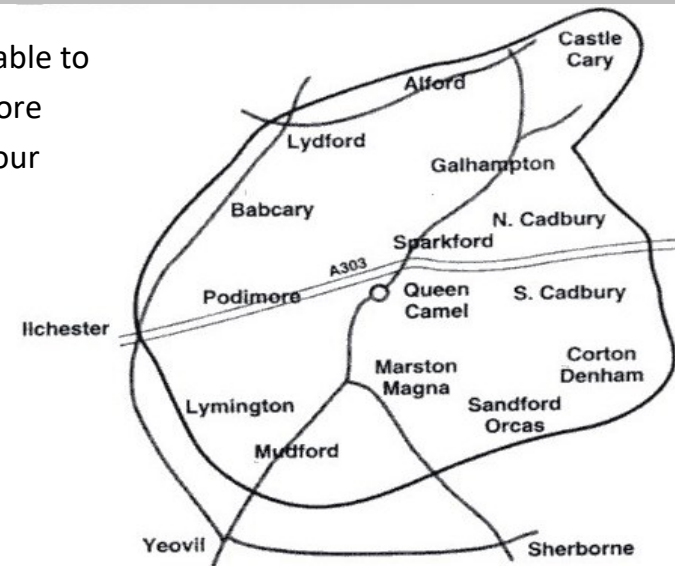 able to
ore
our
Castle
Cary
Alford
Lydford
Galhampton
Babcary
N. Cadbury
Sparkford
A303
Podimore
Queen
Camel
S. Cadbury
Ilchester
Marston
Magna
Corton
Denham
Lymington
Sandford
Orcas
Mudford
Yeovil
Sherborne